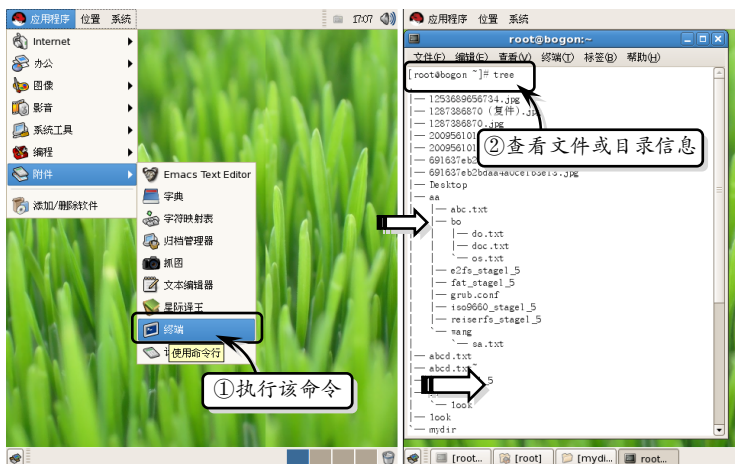 应用程序 位置 系统
17:07
Internet
办公
图像
影音
系统工具
编程
附件
添加/删除软件
Emacs Text Editor
字典
字符映射表
归档管理器
抓图
文本编辑器
星际译王
终端
使用命令行
①执行该命令
应用程序 位置 系统
root@bogon:~
文件(F) 编辑(E) 查看(V) 终端(T) 标签(B) 帮助(H)
[root@bogon ~]# tree
1253689656734.jpg
1287386870 (复件).jp
1287386870.jpg
200956101
200956101
691637eb2
②查看文件或目录信息
Desktop
aa
abc.txt
bo
do.txt
doc.txt
os.txt
e2fs_stage1_5
fat_stage1_5
grub.conf
iso9660_stage1_5
reiserfs_stage1_5
wang
sa.txt
abcd.txt
abcd.txt~
look
look
mydir
[root... [root] [mydi... root...